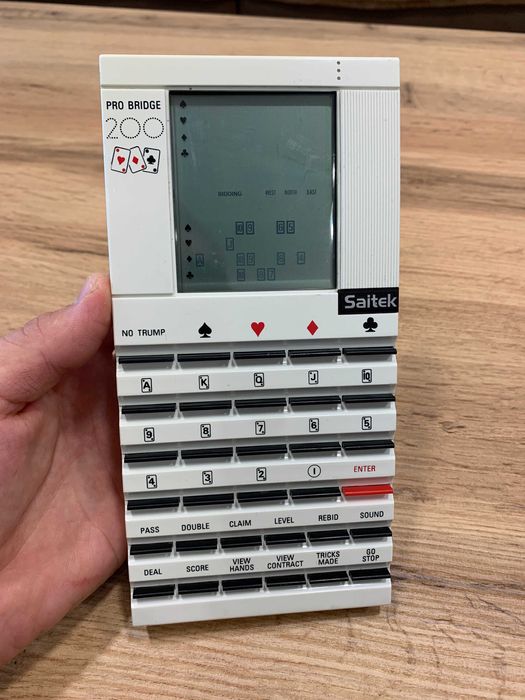 PRO BRIDGE
200
♠
♥
♦
♣
BIDDING WEST NORTH EAST
♠
♥ J
♦ A
♣
Saitek
NO TRUMP ♠ ♥ ♦ ♣
A K Q J 10
9 8 7 6 5
4 3 2 I ENTER
PASS DOUBLE CLAIM LEVEL REBID SOUND
DEAL SCORE VIEW HANDS VIEW CONTRACT TRICKS MADE GO STOP